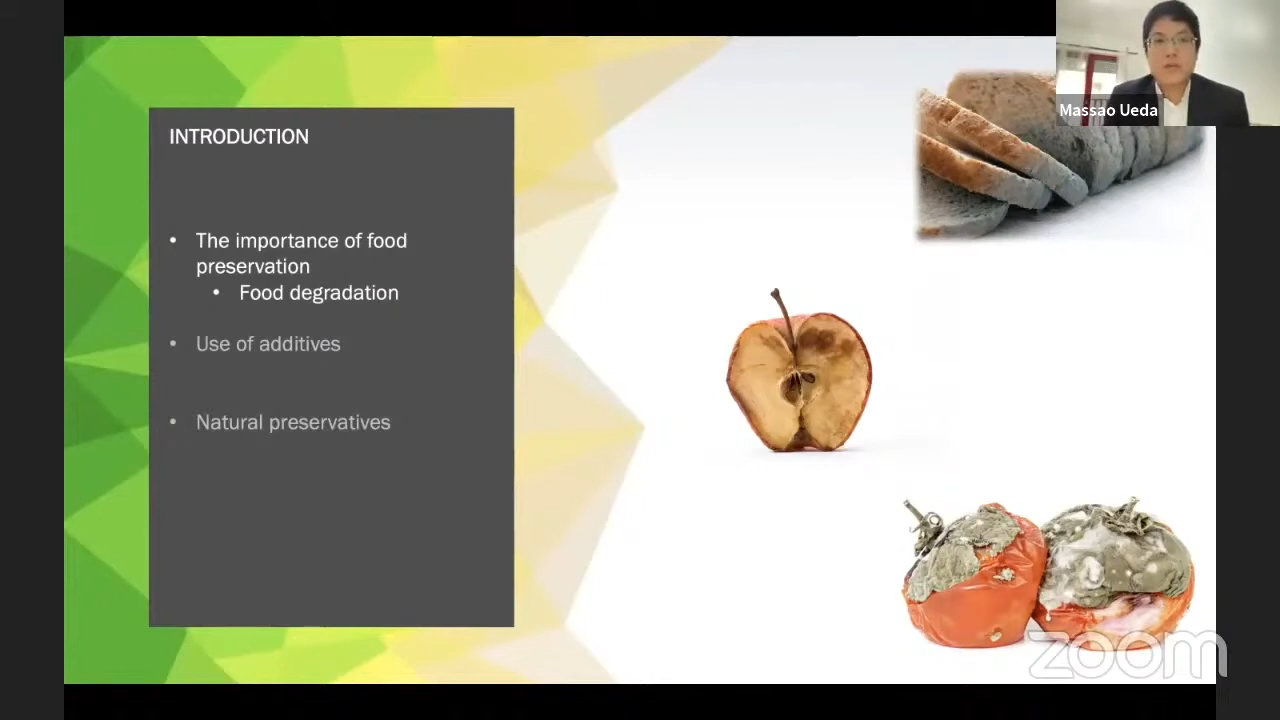 INTRODUCTION
• The importance of food
preservation
• Food degradation
• Use of additives
• Natural preservatives
Massao Ueda
zoom